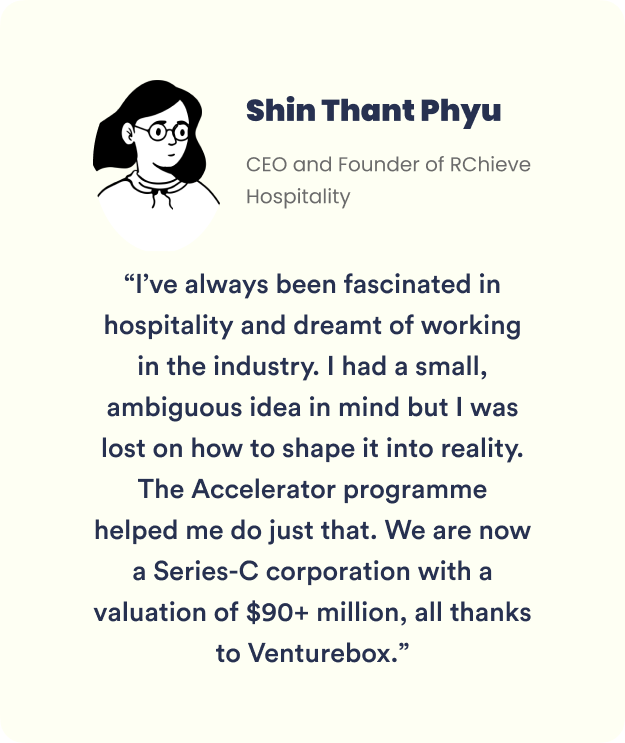 Shin Thant Phyu
CEO and Founder of RChieve
Hospitality
“I’ve always been fascinated in
hospitality and dreamt of working
in the industry. I had a small,
ambiguous idea in mind but I was
lost on how to shape it into reality.
The Accelerator programme
helped me do just that. We are now
a Series-C corporation with a
valuation of $90+ million, all thanks
to Venturebox.”